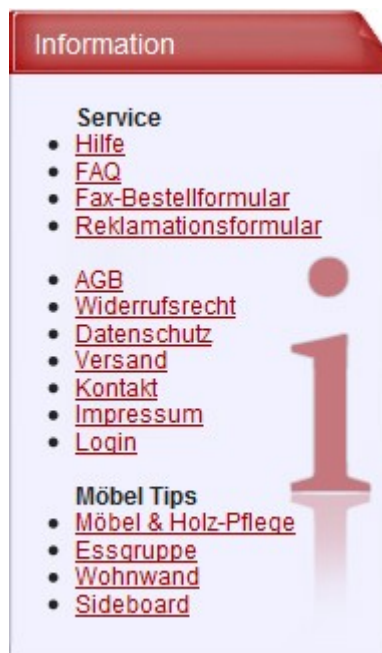 Information
Service
Hilfe
FAQ
Fax-Bestellformular
Reklamationsformular
AGB
Widerrufsrecht
Datenschutz
Versand
Kontakt
Impressum
Login
Möbel Tips
Möbel & Holz-Pflege
Essgruppe
Wohnwand
Sideboard